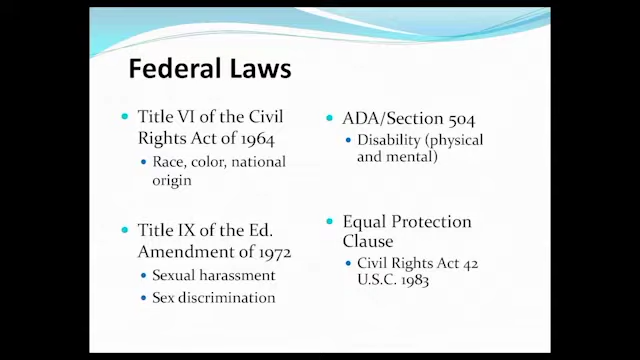 Federal Laws
Title VI of the Civil
Rights Act of 1964
Race, color, national
origin
Title IX of the Ed.
Amendment of 1972
Sexual harassment
Sex discrimination
ADA/Section 504
Disability (physical
and mental)
Equal Protection
Clause
Civil Rights Act 42
U.S.C. 1983